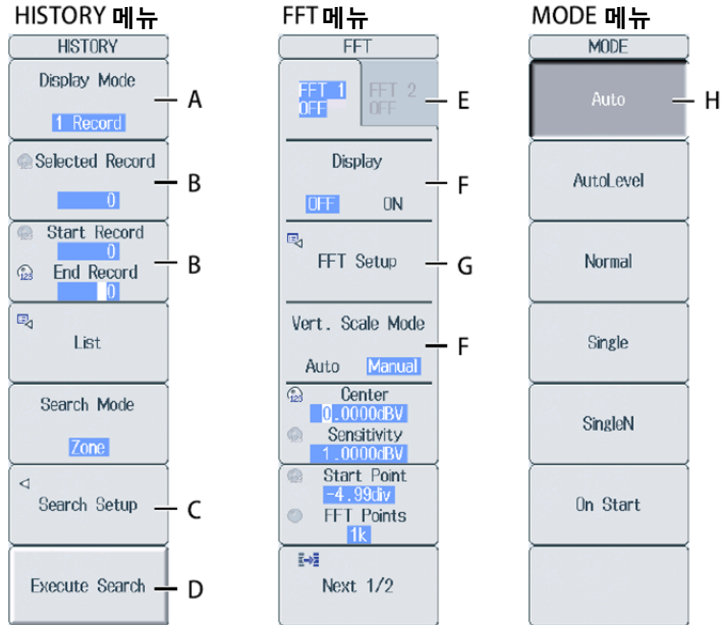 HISTORY 메뉴
HISTORY
Display Mode
1 Record
A
Selected Record
0
B
Start Record
0
End Record
0
B
List
Search Mode
Zone
Search Setup
C
Execute Search
D
FFT 메뉴
FFT
FFT 1
OFF
FFT 2
OFF
E
Display
OFF ON
F
FFT Setup
G
Vert. Scale Mode
Auto Manual
F
Center
0.0000dBV
Sensitivity
1.0000dBV
Start Point
-4.99div
FFT Points
1k
Next 1/2
MODE 메뉴
MODE
Auto
H
AutoLevel
Normal
Single
SingleN
On Start